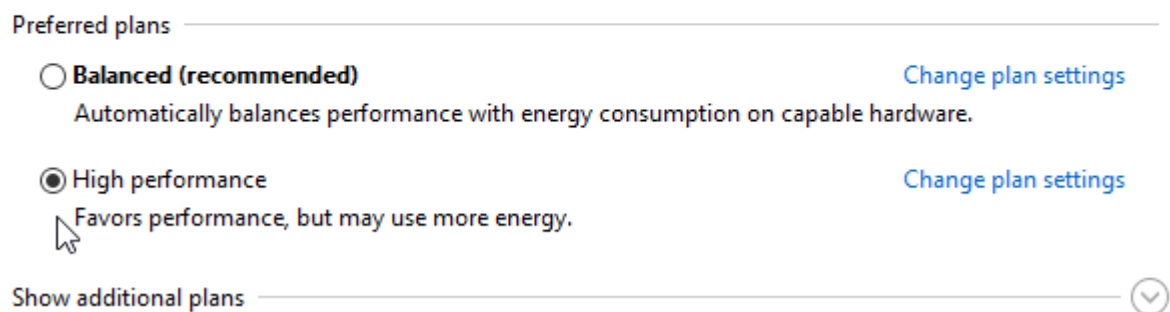 Preferred plans
Balanced (recommended) Change plan settings
Automatically balances performance with energy consumption on capable hardware.
High performance Change plan settings
Favors performance, but may use more energy.
Show additional plans